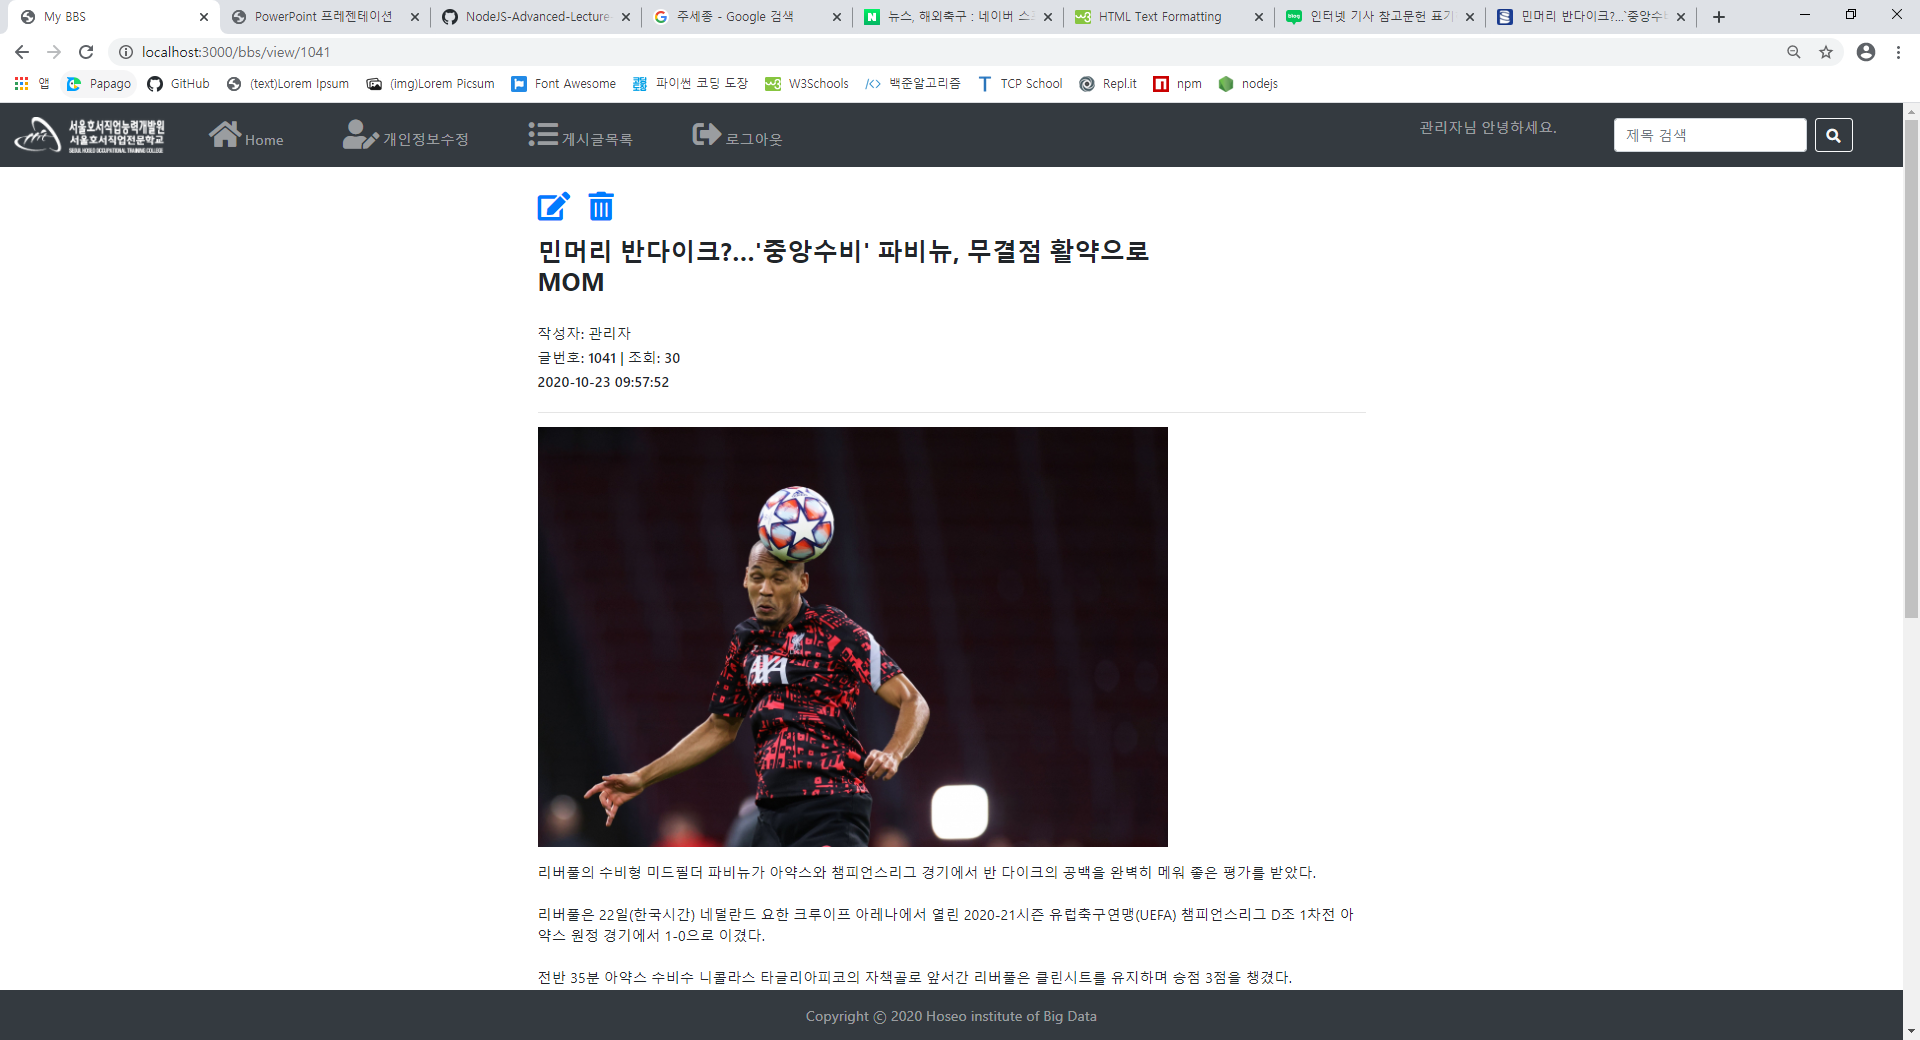 My BBS
PowerPoint 프레젠테이션
NodeJS-Advanced-Lecture
주세종 - Google 검색
뉴스, 해외축구 : 네이버 스
HTML Text Formatting
인터넷 기사 참고문헌 표기
민머리 반다이크?...'중앙수
localhost:3000/bbs/view/1041
앱
Papago
GitHub
(text)Lorem Ipsum
(img)Lorem Picsum
Font Awesome
파이썬 코딩 도장
W3Schools
백준알고리즘
TCP School
Repl.it
npm
nodejs
서울호서직업능력개발원
서울호서직업전문학교
SEOUL HOSEO OCCUPATIONAL TRAINING COLLEGE
Home
개인정보수정
게시글목록
로그아웃
관리자님 안녕하세요.
제목 검색
민머리 반다이크?...'중앙수비' 파비뉴, 무결점 활약으로
MOM
작성자: 관리자
글번호: 1041 | 조회: 30
2020-10-23 09:57:52
AXA
리버풀의 수비형 미드필더 파비뉴가 아약스와 챔피언스리그 경기에서 반 다이크의 공백을 완벽히 메워 좋은 평가를 받았다.
리버풀은 22일(한국시간) 네덜란드 요한 크루이프 아레나에서 열린 2020-21시즌 유럽축구연맹(UEFA) 챔피언스리그 D조 1차전 아
약스 원정 경기에서 1-0으로 이겼다.
전반 35분 아약스 수비수 니콜라스 타글리아피코의 자책골로 앞서간 리버풀은 클린시트를 유지하며 승점 3점을 챙겼다.
Copyright © 2020 Hoseo institute of Big Data